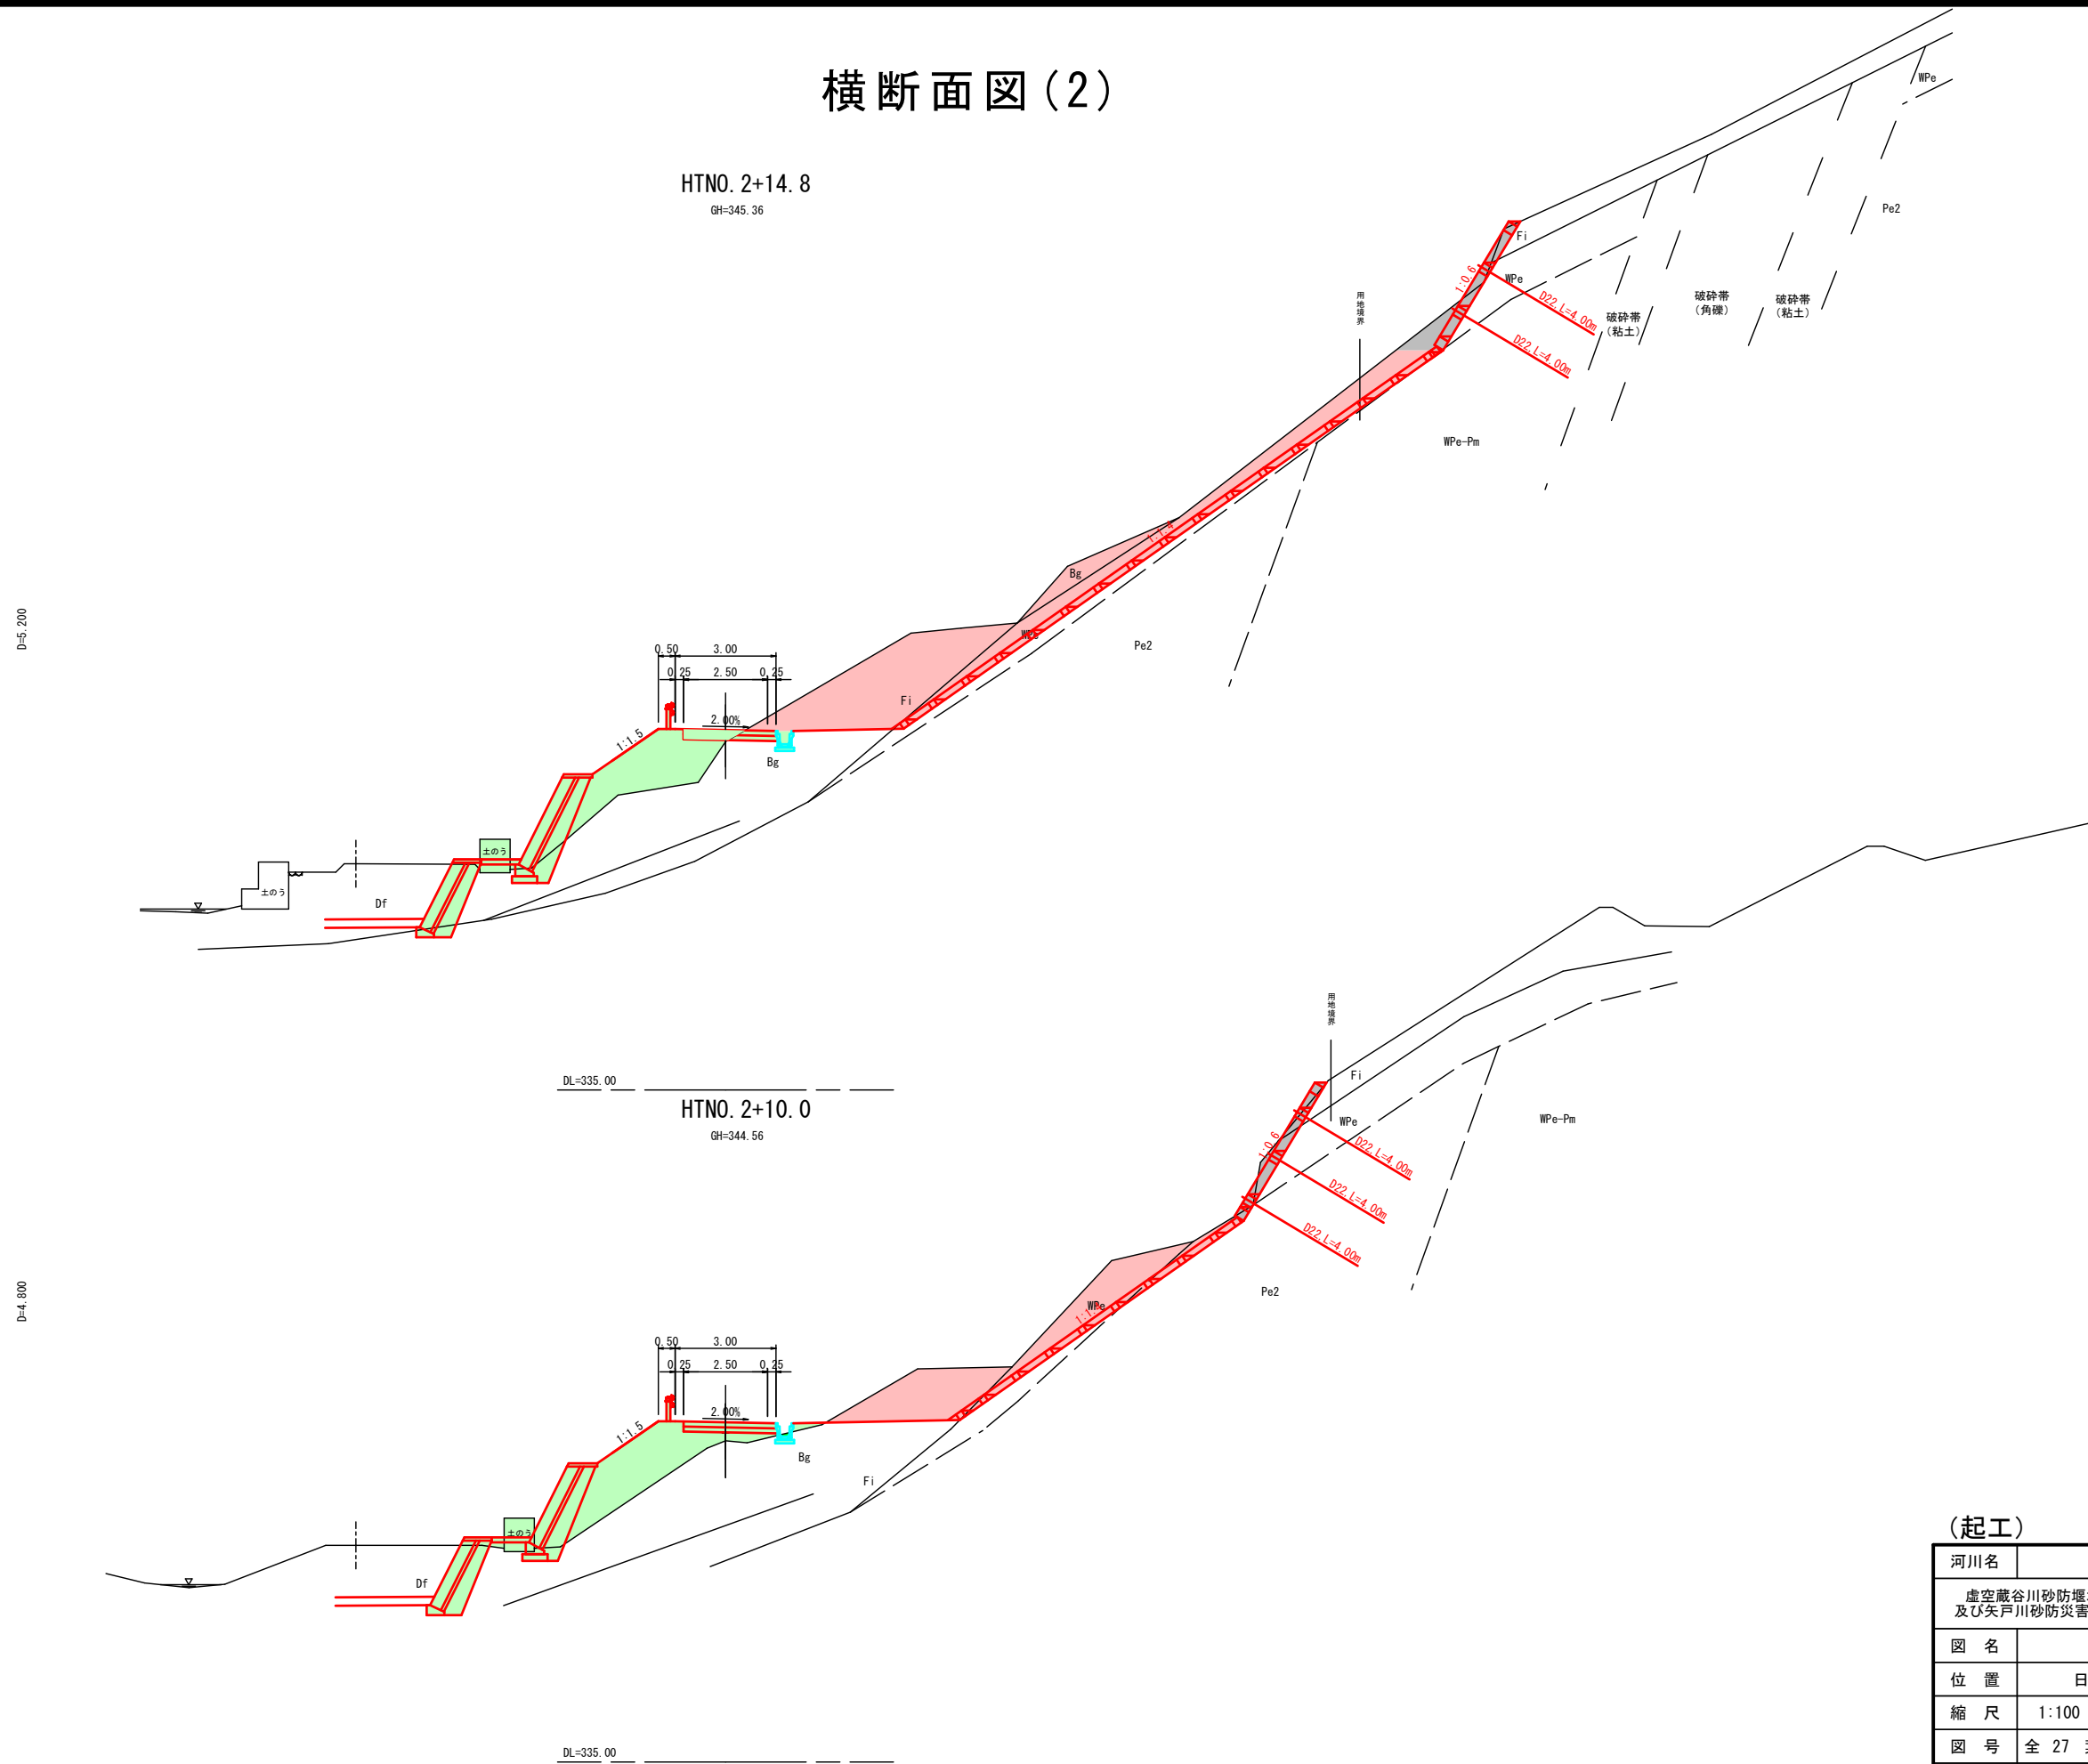 横断面図(2)
HTNO.2+14.8
GH=345.36
WPe
Pe2
Fi
WPe
1:0.6
D22,L=4.00m
D22,L=4.00m
用地境界
破砕帯
(粘土)
破砕帯
(角礫)
破砕帯
(粘土)
WPe-Pm
1:1.4
Bg
WPe
Pe2
D=5.200
0.50
3.00
0.25
2.50
0.25
2.00%
1:1.5
Fi
Bg
土のう
土のう
Df
DL=335.00
HTNO.2+10.0
GH=344.56
用地境界
Fi
WPe
WPe-Pm
1:0.6
D22,L=4.00m
D22,L=4.00m
D22,L=4.00m
Pe2
WPe
D=4.800
0.50
3.00
0.25
2.50
0.25
2.00%
1:1.5
Bg
Fi
土のう
Df
DL=335.00
(起工)
河川名
虚空蔵谷川砂防堰
及び矢戸川砂防災害
図 名
位 置 日
縮 尺 1:100
図 号 全 27